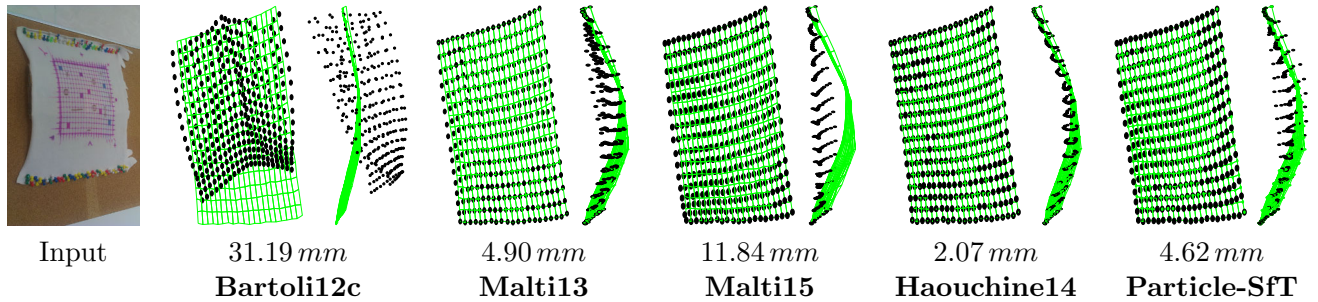 Input
31.19 mm
4.90 mm
11.84 mm
2.07 mm
4.62 mm
Bartoli12c
Malti13
Malti15
Haouchine14
Particle-SfT